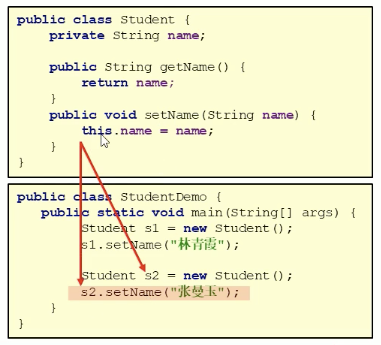 public class Student {
private String name;
public String getName() {
return name;
}
public void setName(String name) {
this.name = name;
}
}
public class StudentDemo {
public static void main(String[] args) {
Student s1 = new Student();
s1.setName("林青霞");
Student s2 = new Student();
s2.setName("张曼玉");
}
}